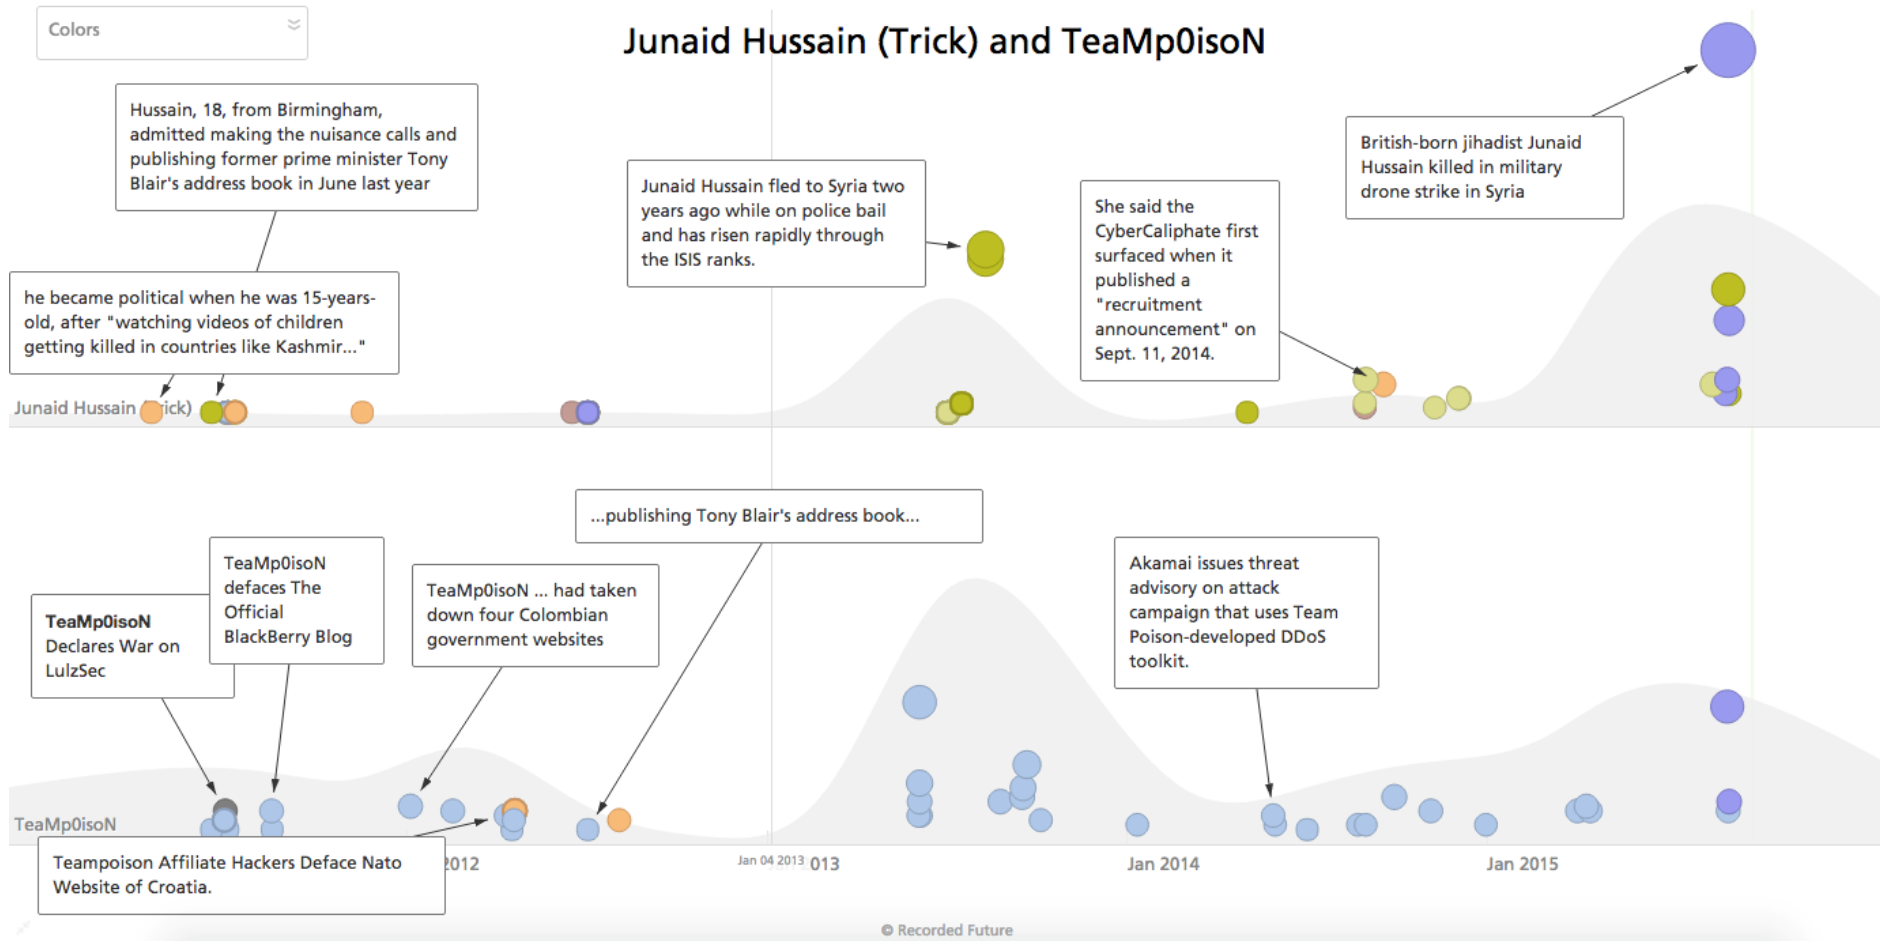 Colors
Junaid Hussain (Trick) and TeaMp0isoN
Hussain, 18, from Birmingham,
admitted making the nuisance calls and
publishing former prime minister Tony
Blair's address book in June last year
British-born jihadist Junaid
Hussain killed in military
drone strike in Syria
Junaid Hussain fled to Syria two
years ago while on police bail
and has risen rapidly through
the ISIS ranks.
She said the
CyberCaliphate first
surfaced when it
published a
"recruitment
announcement" on
Sept. 11, 2014.
he became political when he was 15-years-
old, after "watching videos of children
getting killed in countries like Kashmir..."
Junaid Hussain (Trick)
...publishing Tony Blair's address book...
TeaMp0isoN
defaces The
Official
BlackBerry Blog
TeaMp0isoN ... had taken
down four Colombian
government websites
Akamai issues threat
advisory on attack
campaign that uses Team
Poison-developed DDoS
toolkit.
TeaMp0isoN
Declares War on
LulzSec
TeaMp0isoN
Teampoison Affiliate Hackers Deface Nato
Website of Croatia.
2012
Jan 04 2013
013
Jan 2014
Jan 2015
© Recorded Future